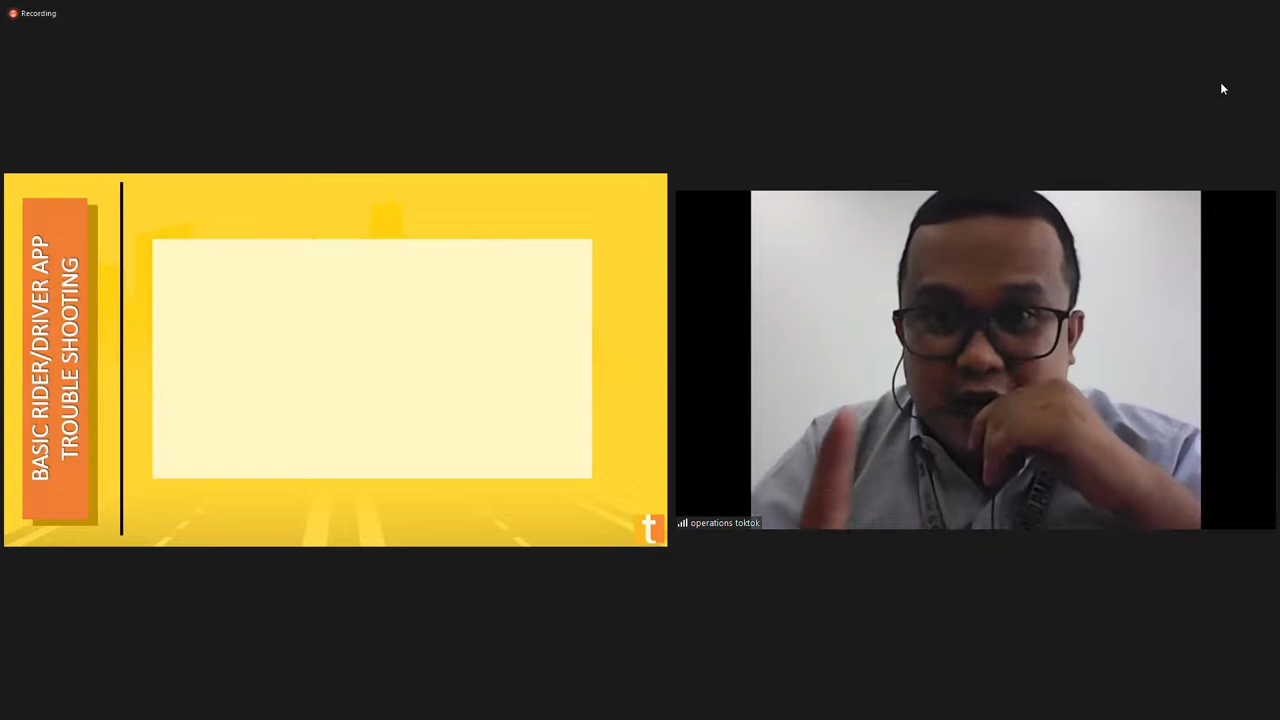 Recording
BASIC RIDER/DRIVER APP
TROUBLE SHOOTING
t
operations toktok